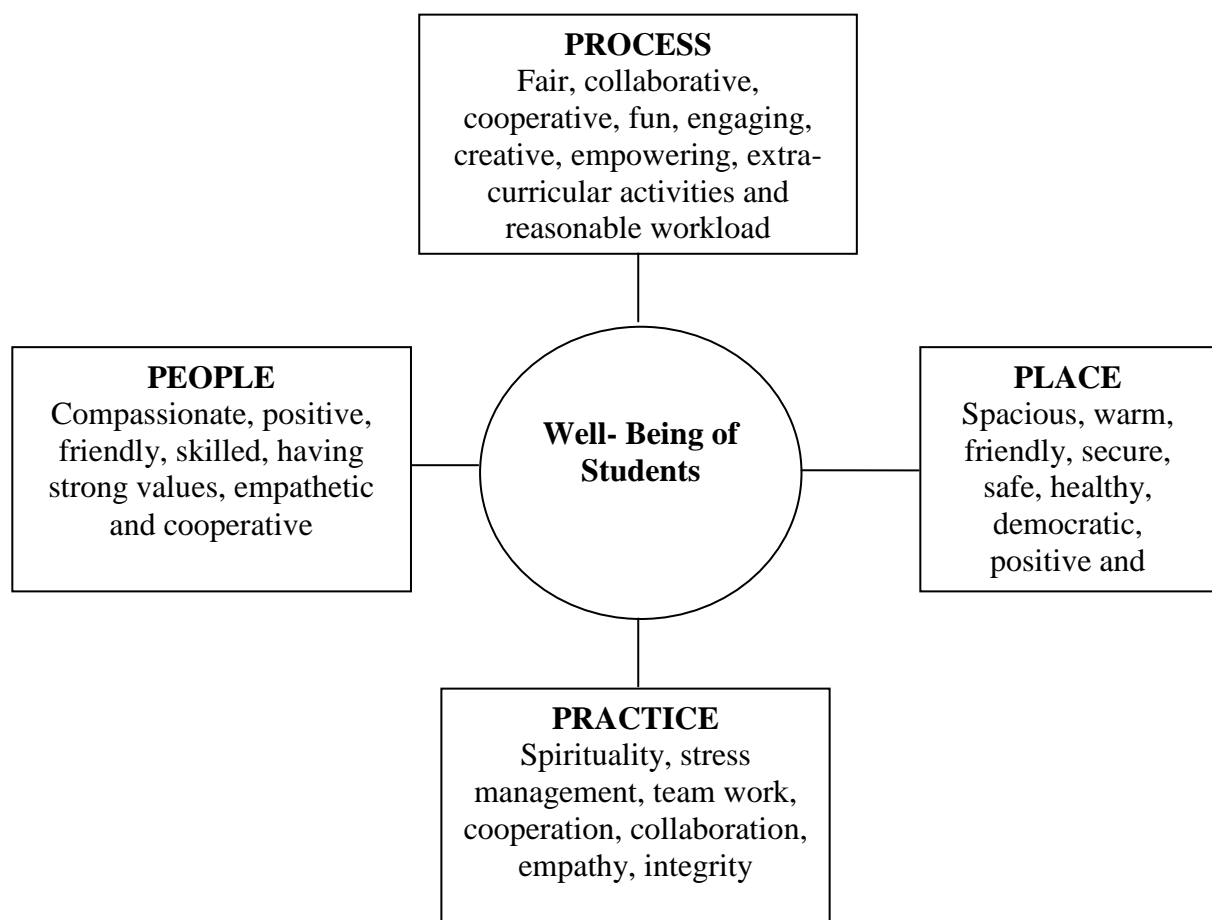 PROCESS
Fair, collaborative,
cooperative, fun, engaging,
creative, empowering, extra-
curricular activities and
reasonable workload
PEOPLE
Compassionate, positive,
friendly, skilled, having
strong values, empathetic
and cooperative
Well- Being of
Students
PLACE
Spacious, warm,
friendly, secure,
safe, healthy,
democratic,
positive and
PRACTICE
Spirituality, stress
management, team work,
cooperation, collaboration,
empathy, integrity